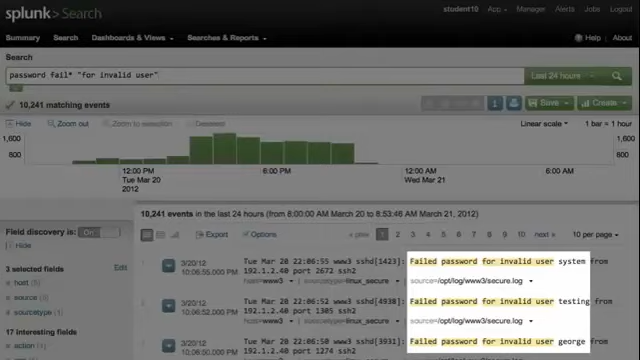 splunk> Search
student10 App Manager Alerts Jobs Logout
Summary Search Dashboards & Views Searches & Reports Help | About
Search
password fail* "for invalid user" Last 24 hours
10,241 matching events 1 Save Create
Hide Zoom out Zoom to selection Deselect Linear scale 1 bar = 1 hour
1,600 1,600
800 800
12:00 PM 6:00 PM 12:00 AM 6:00 AM
Tue Mar 20 Wed Mar 21
2012
10,241 events in the last 24 hours (from 8:00:00 AM March 20 to 8:53:46 AM March 21, 2012)
Field discovery is: On
Export Options « prev 1 2 3 4 5 6 7 8 9 10 next » 10 per page
Hide
3 selected fields Edit
host
source
sourcetype
17 interesting fields
action
1 3/20/12 10:06:55.000 PM Tue Mar 20 22:06:55 www3 sshd[1423]: Failed password for invalid user system from
192.1.2.40 port 2672 ssh2
host=www3 | sourcetype=linux_secure | source=/opt/log/www3/secure.log
2 3/20/12 10:06:52.000 PM Tue Mar 20 22:06:52 www3 sshd[4938]: Failed password for invalid user testing from
192.1.2.40 port 1385 ssh2
host=www3 | sourcetype=linux_secure | source=/opt/log/www3/secure.log
3 3/20/12 10:06:50.000 PM Tue Mar 20 22:06:50 www3 sshd[3931]: Failed password for invalid user george from
192.1.2.40 port 1274 ssh2